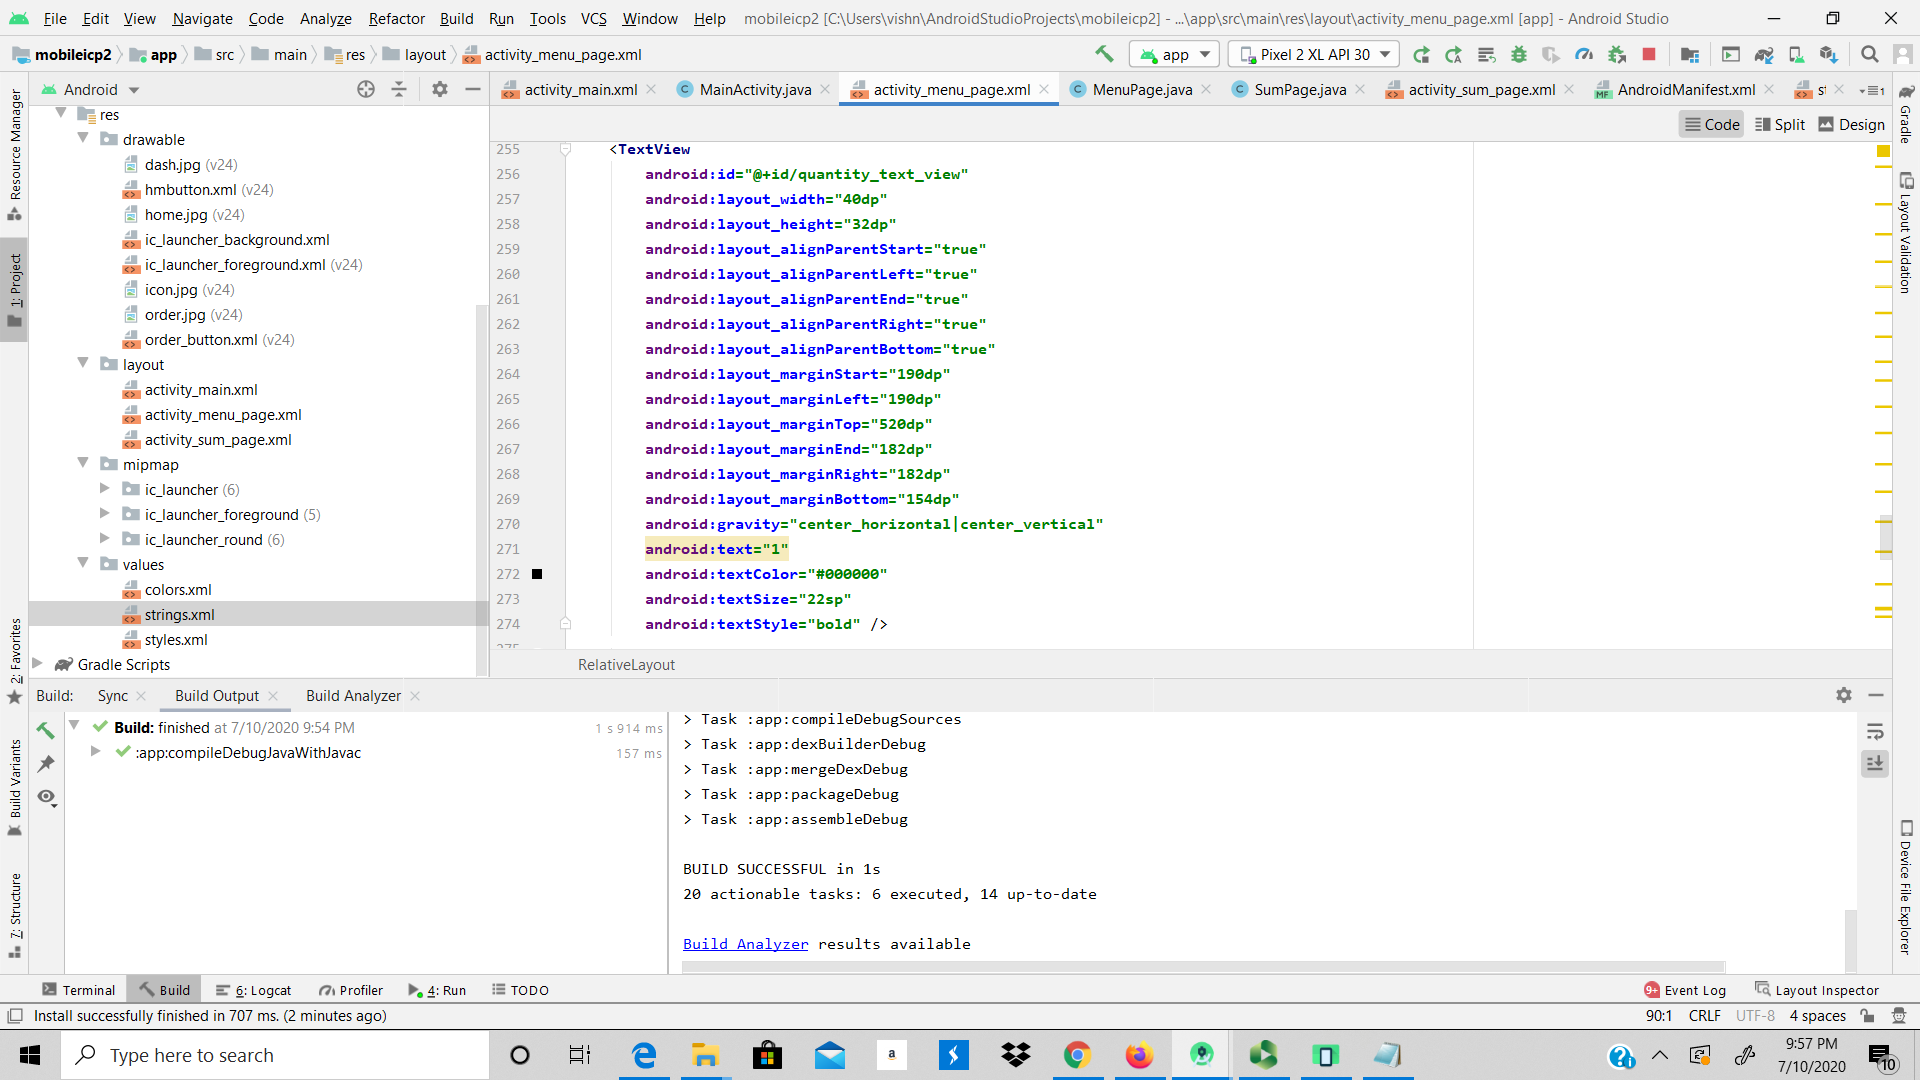 File Edit View Navigate Code Analyze Refactor Build Run Tools VCS Window Help mobileicp2 [C:\Users\vishn\AndroidStudioProjects\mobileicp2] - ...\app\src\main\res\layout\activity_menu_page.xml [app] - Android Studio
mobileicp2 app src main res layout activity_menu_page.xml app Pixel 2 XL API 30
Android activity_main.xml MainActivity.java activity_menu_page.xml MenuPage.java SumPage.java activity_sum_page.xml AndroidManifest.xml
Code Split Design
Resource Manager
1: Project
2: Favorites
Build Variants
7: Structure
res
drawable
dash.jpg (v24)
hmbutton.xml (v24)
home.jpg (v24)
ic_launcher_background.xml
ic_launcher_foreground.xml (v24)
icon.jpg (v24)
order.jpg (v24)
order_button.xml (v24)
layout
activity_main.xml
activity_menu_page.xml
activity_sum_page.xml
mipmap
ic_launcher (6)
ic_launcher_foreground (5)
ic_launcher_round (6)
values
colors.xml
strings.xml
styles.xml
Gradle Scripts
255 <TextView
256 android:id="@+id/quantity_text_view"
257 android:layout_width="40dp"
258 android:layout_height="32dp"
259 android:layout_alignParentStart="true"
260 android:layout_alignParentLeft="true"
261 android:layout_alignParentEnd="true"
262 android:layout_alignParentRight="true"
263 android:layout_alignParentBottom="true"
264 android:layout_marginStart="190dp"
265 android:layout_marginLeft="190dp"
266 android:layout_marginTop="520dp"
267 android:layout_marginEnd="182dp"
268 android:layout_marginRight="182dp"
269 android:layout_marginBottom="154dp"
270 android:gravity="center_horizontal|center_vertical"
271 android:text="1"
272 android:textColor="#000000"
273 android:textSize="22sp"
274 android:textStyle="bold" />
RelativeLayout
Gradle
Layout Validation
Device File Explorer
Build: Sync Build Output Build Analyzer
Build: finished at 7/10/2020 9:54 PM 1 s 914 ms
:app:compileDebugJavaWithJavac 157 ms
> Task :app:compileDebugSources
> Task :app:dexBuilderDebug
> Task :app:mergeDexDebug
> Task :app:packageDebug
> Task :app:assembleDebug
BUILD SUCCESSFUL in 1s
20 actionable tasks: 6 executed, 14 up-to-date
Build Analyzer results available
Terminal Build 6: Logcat Profiler 4: Run TODO 9+ Event Log Layout Inspector
Install successfully finished in 707 ms. (2 minutes ago) 90:1 CRLF UTF-8 4 spaces
Type here to search
9:57 PM
7/10/2020
10